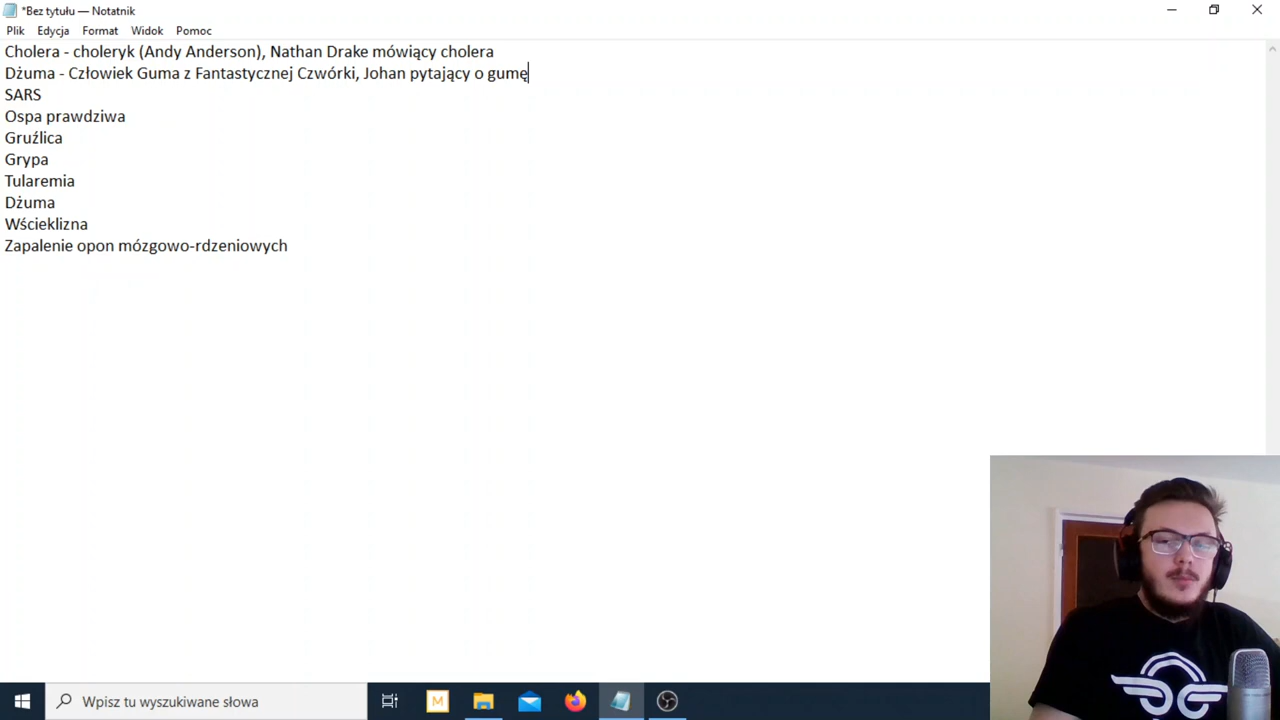 *Bez tytułu — Notatnik
Plik Edycja Format Widok Pomoc
Cholera - choleryk (Andy Anderson), Nathan Drake mówiący cholera
Dżuma - Człowiek Guma z Fantastycznej Czwórki, Johan pytający o gumę
SARS
Ospa prawdziwa
Gruźlica
Grypa
Tularemia
Dżuma
Wścieklizna
Zapalenie opon mózgowo-rdzeniowych
Wpisz tu wyszukiwane słowa
M